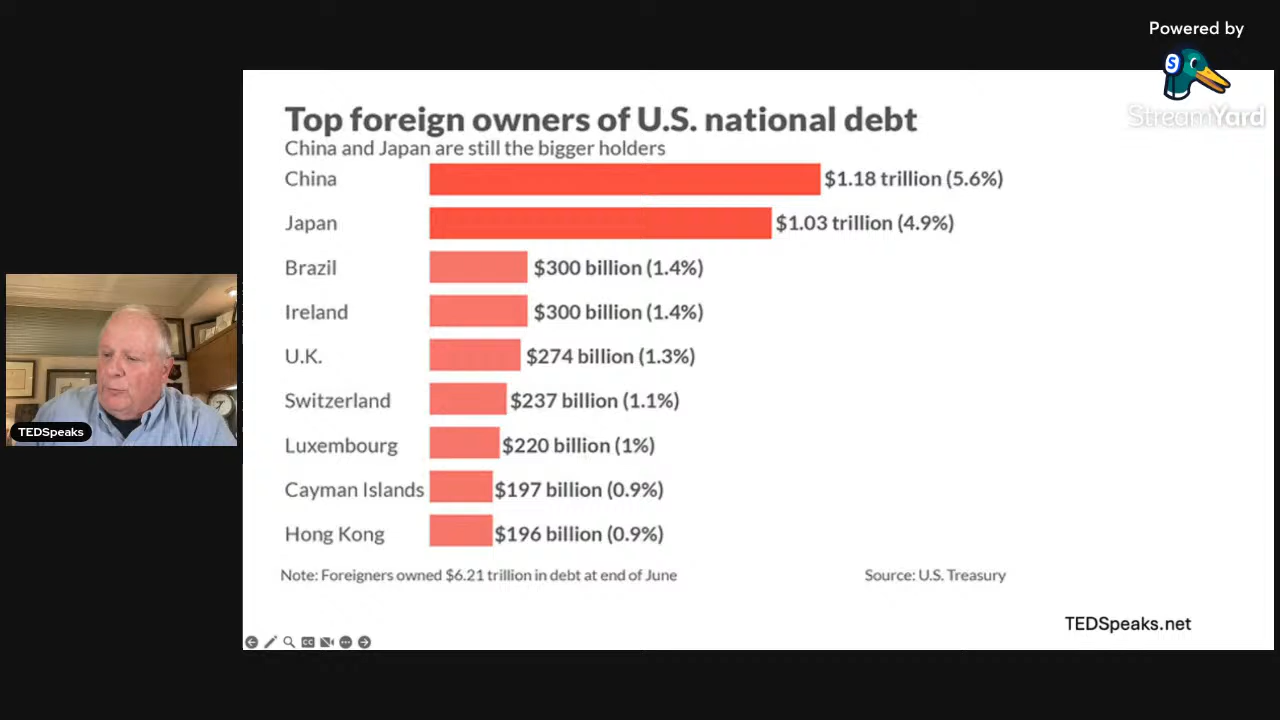 Powered by
StreamYard
Top foreign owners of U.S. national debt
China and Japan are still the bigger holders
China $1.18 trillion (5.6%)
Japan $1.03 trillion (4.9%)
Brazil $300 billion (1.4%)
Ireland $300 billion (1.4%)
U.K. $274 billion (1.3%)
Switzerland $237 billion (1.1%)
Luxembourg $220 billion (1%)
Cayman Islands $197 billion (0.9%)
Hong Kong $196 billion (0.9%)
Note: Foreigners owned $6.21 trillion in debt at end of June Source: U.S. Treasury
TEDSpeaks
TEDSpeaks.net
CC